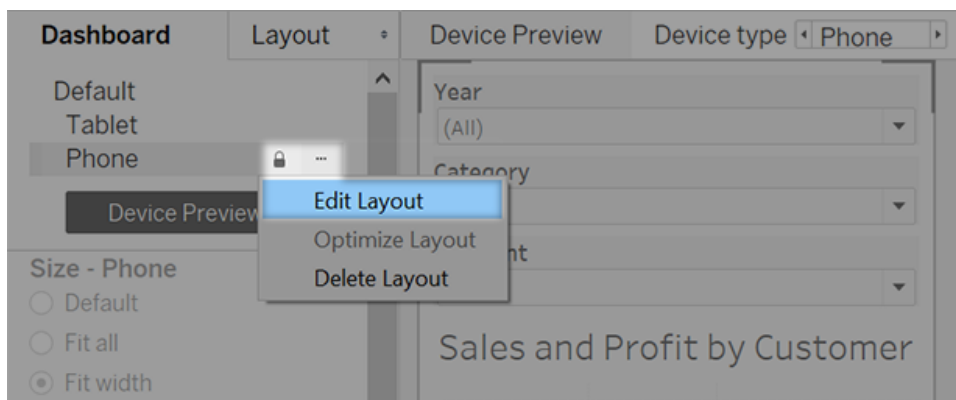 Dashboard Layout Device Preview Device type Phone
Default
Tablet
Phone
Device Preview
Edit Layout
Optimize Layout
Delete Layout
Size - Phone
Default
Fit all
Fit width
Year
(All)
Category
Sales and Profit by Customer